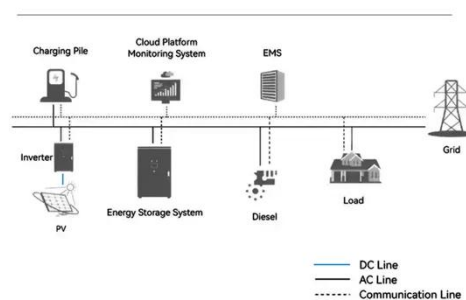 Cloud Platform
Monitoring System
Charging Pile
EMS
Inverter
Grid
Energy Storage System
Load
Diesel
PV
DC Line
AC Line
Communication Line